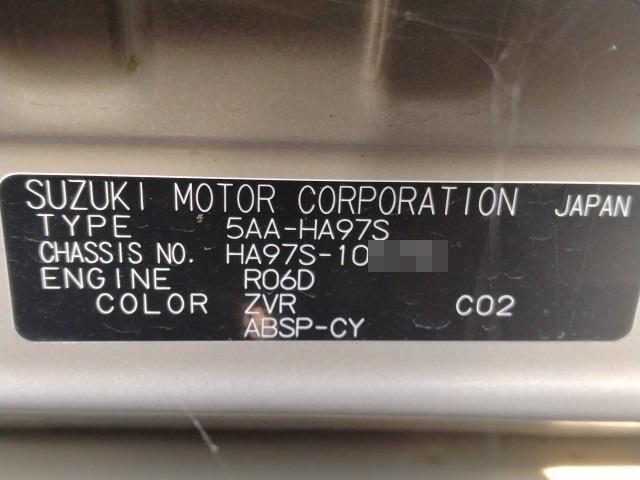 SUZUKI MOTOR CORPORATION JAPAN
TYPE 5AA-HA97S
CHASSIS NO. HA97S-10
ENGINE R06D
COLOR ZVR C02
ABSP-CY